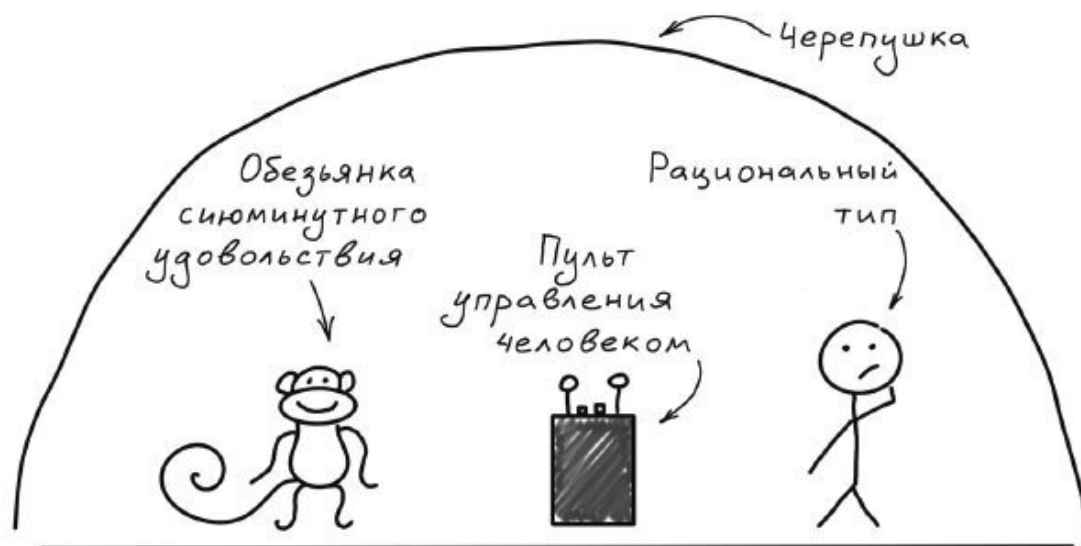 Черепушка
Обезьянка
сиюминутного
удовольствия
Пульт
управления
человеком
Рациональный
тип